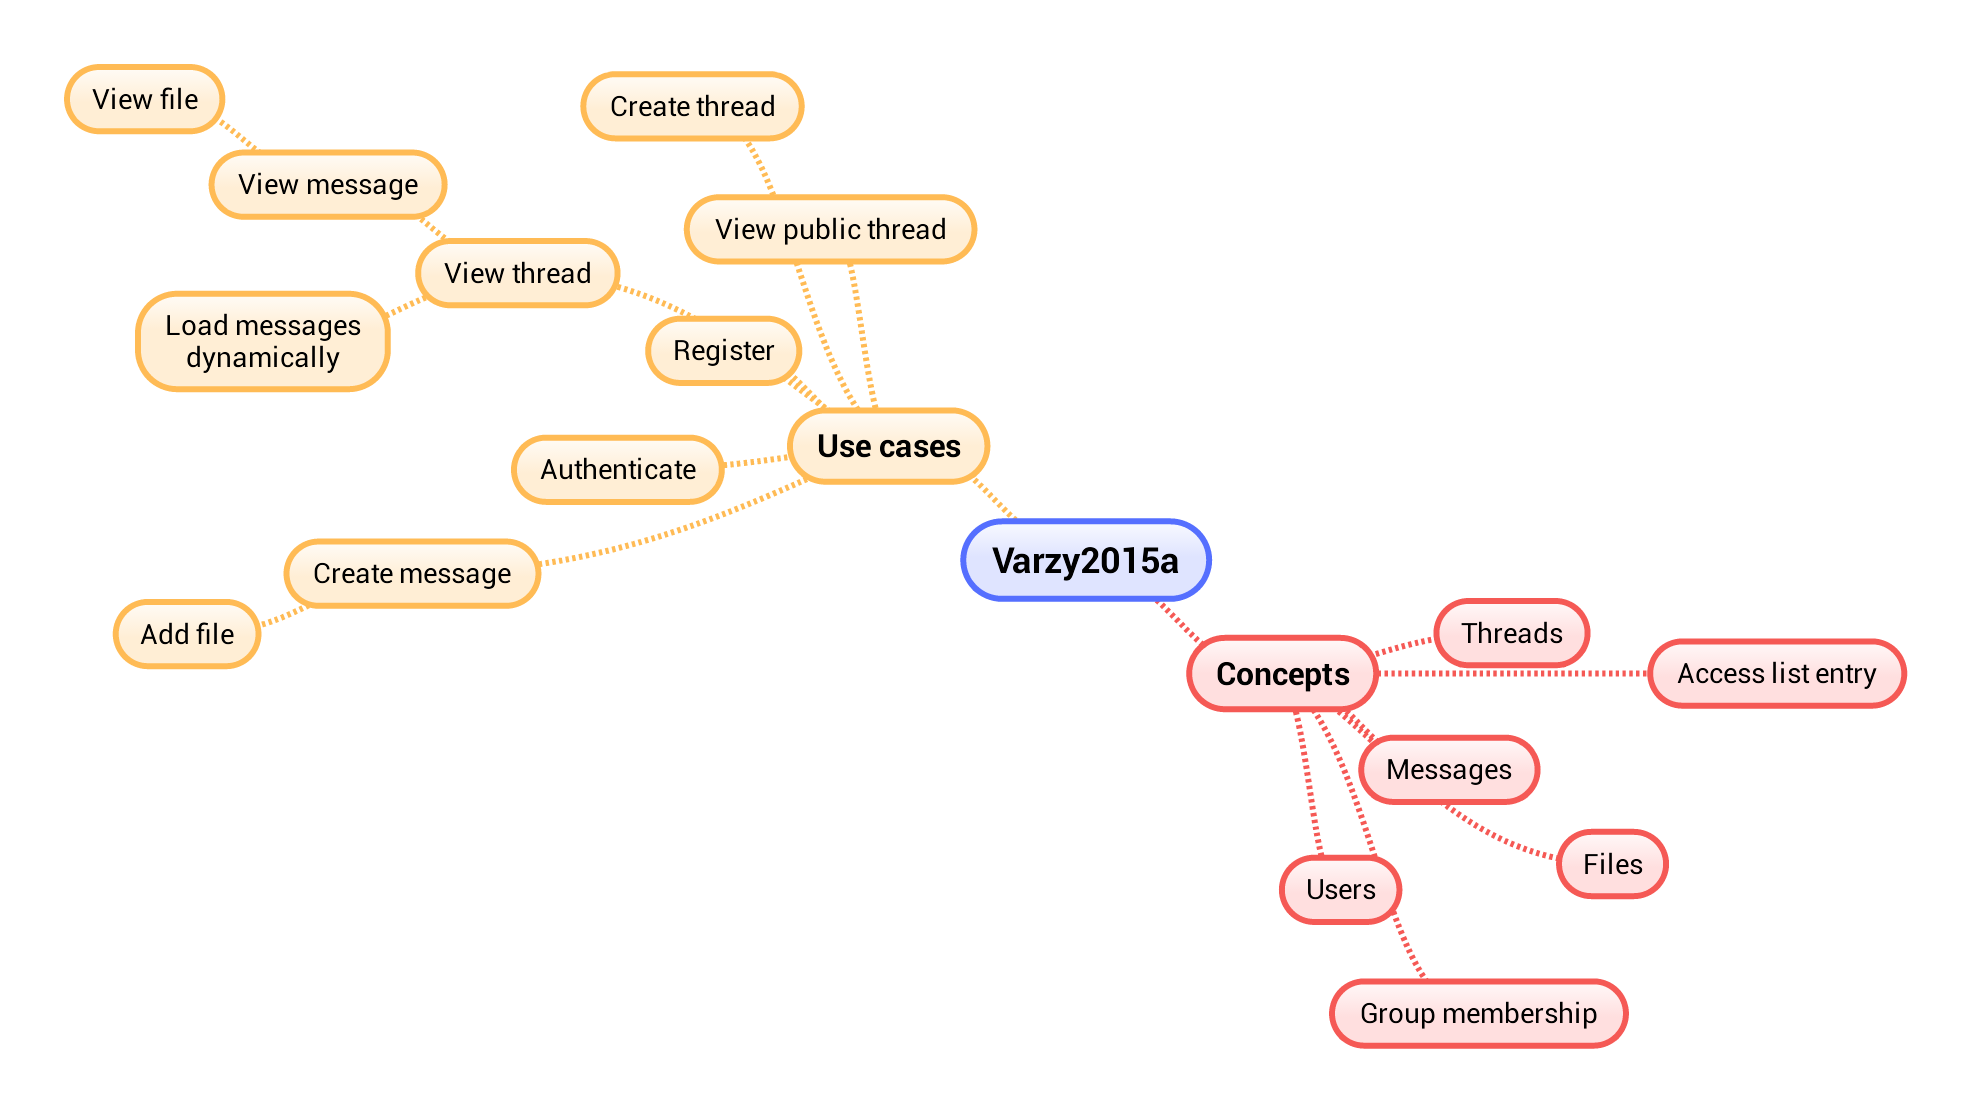 View file
Create thread
View message
View public thread
View thread
Load messages
dynamically
Register
Use cases
Authenticate
Varzy2015a
Create message
Add file
Threads
Concepts
Access list entry
Messages
Files
Users
Group membership